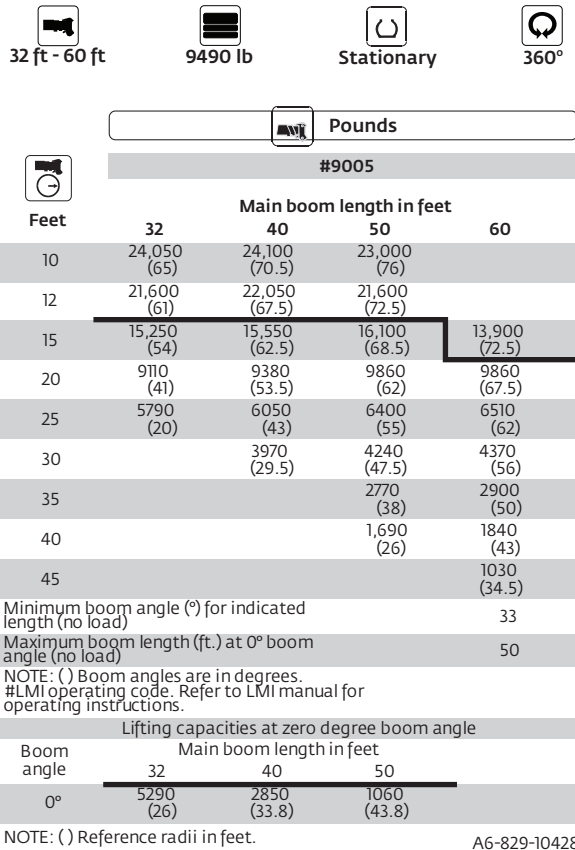 32 ft - 60 ft 9490 lb Stationary 360°
Pounds
#9005
Feet
Main boom length in feet
32 40 50 60
10 24,050 (65) 24,100 (70.5) 23,000 (76)
12 21,600 (61) 22,050 (67.5) 21,600 (72.5)
15 15,250 (54) 15,550 (62.5) 16,100 (68.5) 13,900 (72.5)
20 9110 (41) 9380 (53.5) 9860 (62) 9860 (67.5)
25 5790 (20) 6050 (43) 6400 (55) 6510 (62)
30 3970 (29.5) 4240 (47.5) 4370 (56)
35 2770 (38) 2900 (50)
40 1,690 (26) 1840 (43)
45 1030 (34.5)
Minimum boom angle (°) for indicated
length (no load) 33
Maximum boom length (ft.) at 0° boom
angle (no load) 50
NOTE: ( ) Boom angles are in degrees.
#LMI operating code. Refer to LMI manual for
operating instructions.
Lifting capacities at zero degree boom angle
Boom
angle
Main boom length in feet
32 40 50
0° 5290 (26) 2850 (33.8) 1060 (43.8)
NOTE: ( ) Reference radii in feet.
A6-829-10428